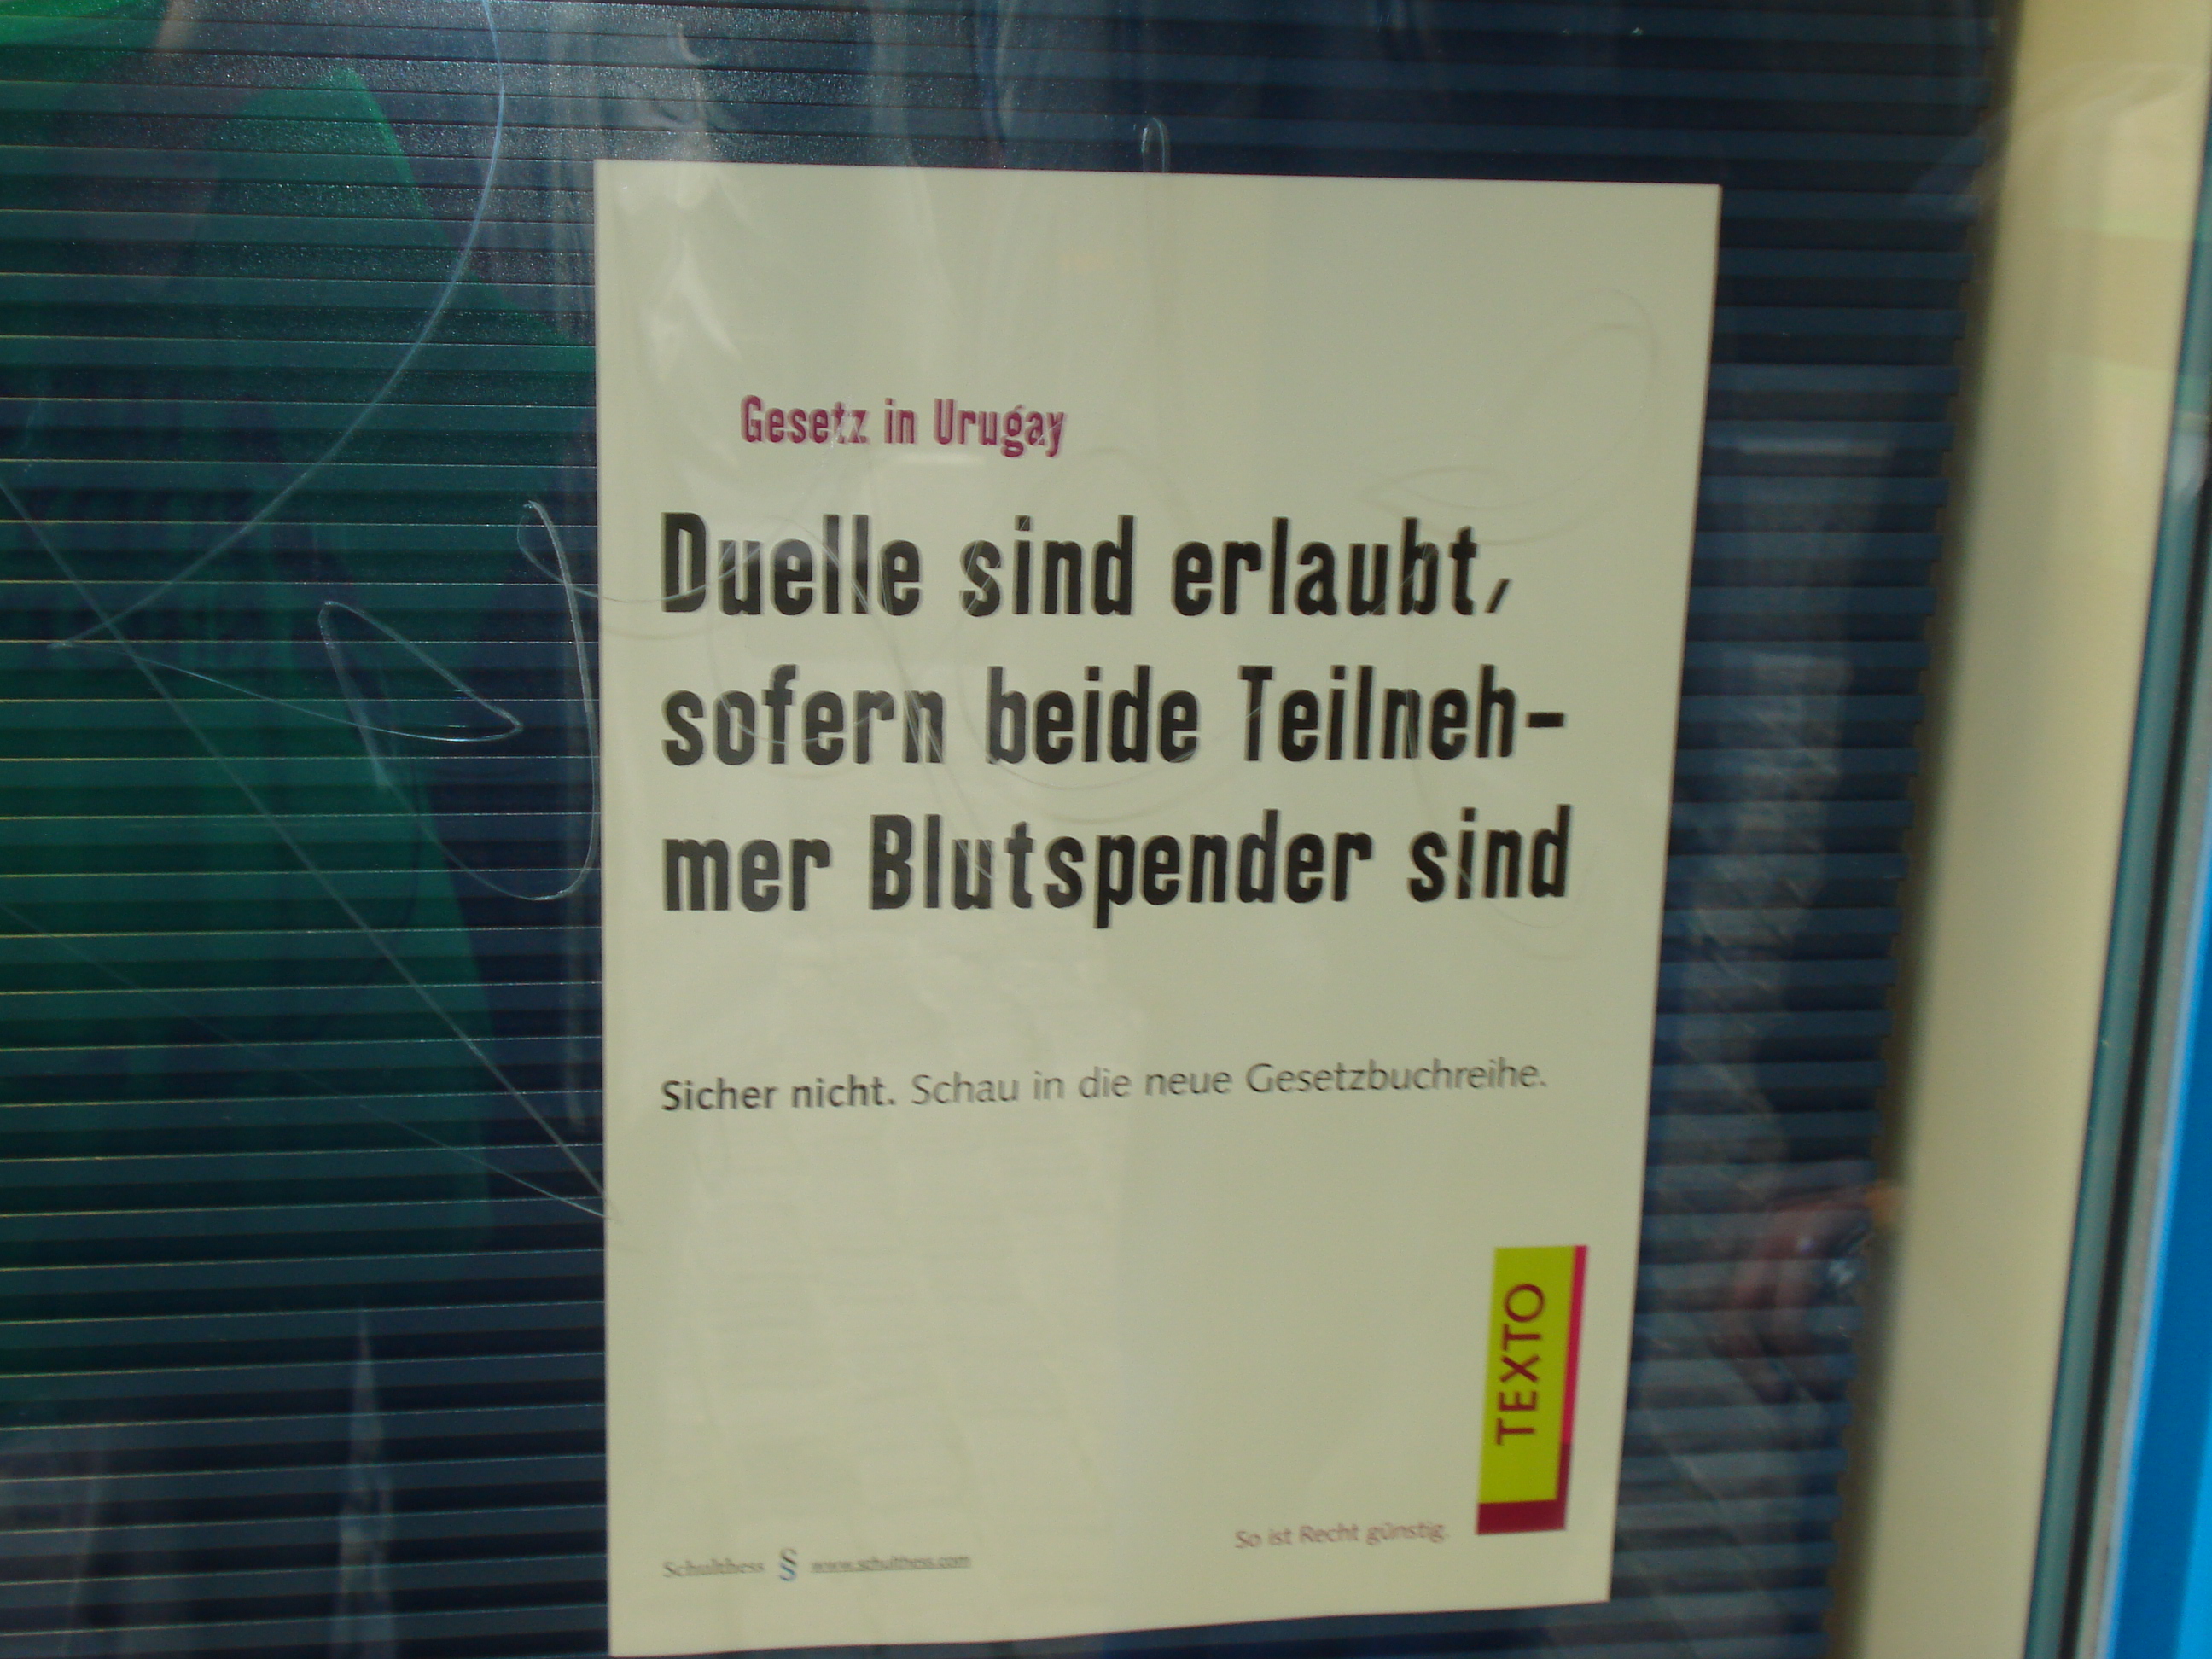 Gesetz in Urugay
Duelle sind erlaubt,
sofern beide Teilneh-
mer Blutspender sind
Sicher nicht. Schau in die neue Gesetzbuchreihe.
TEXTO
So ist Recht günstig.
Schulthess § www.schulthess.com